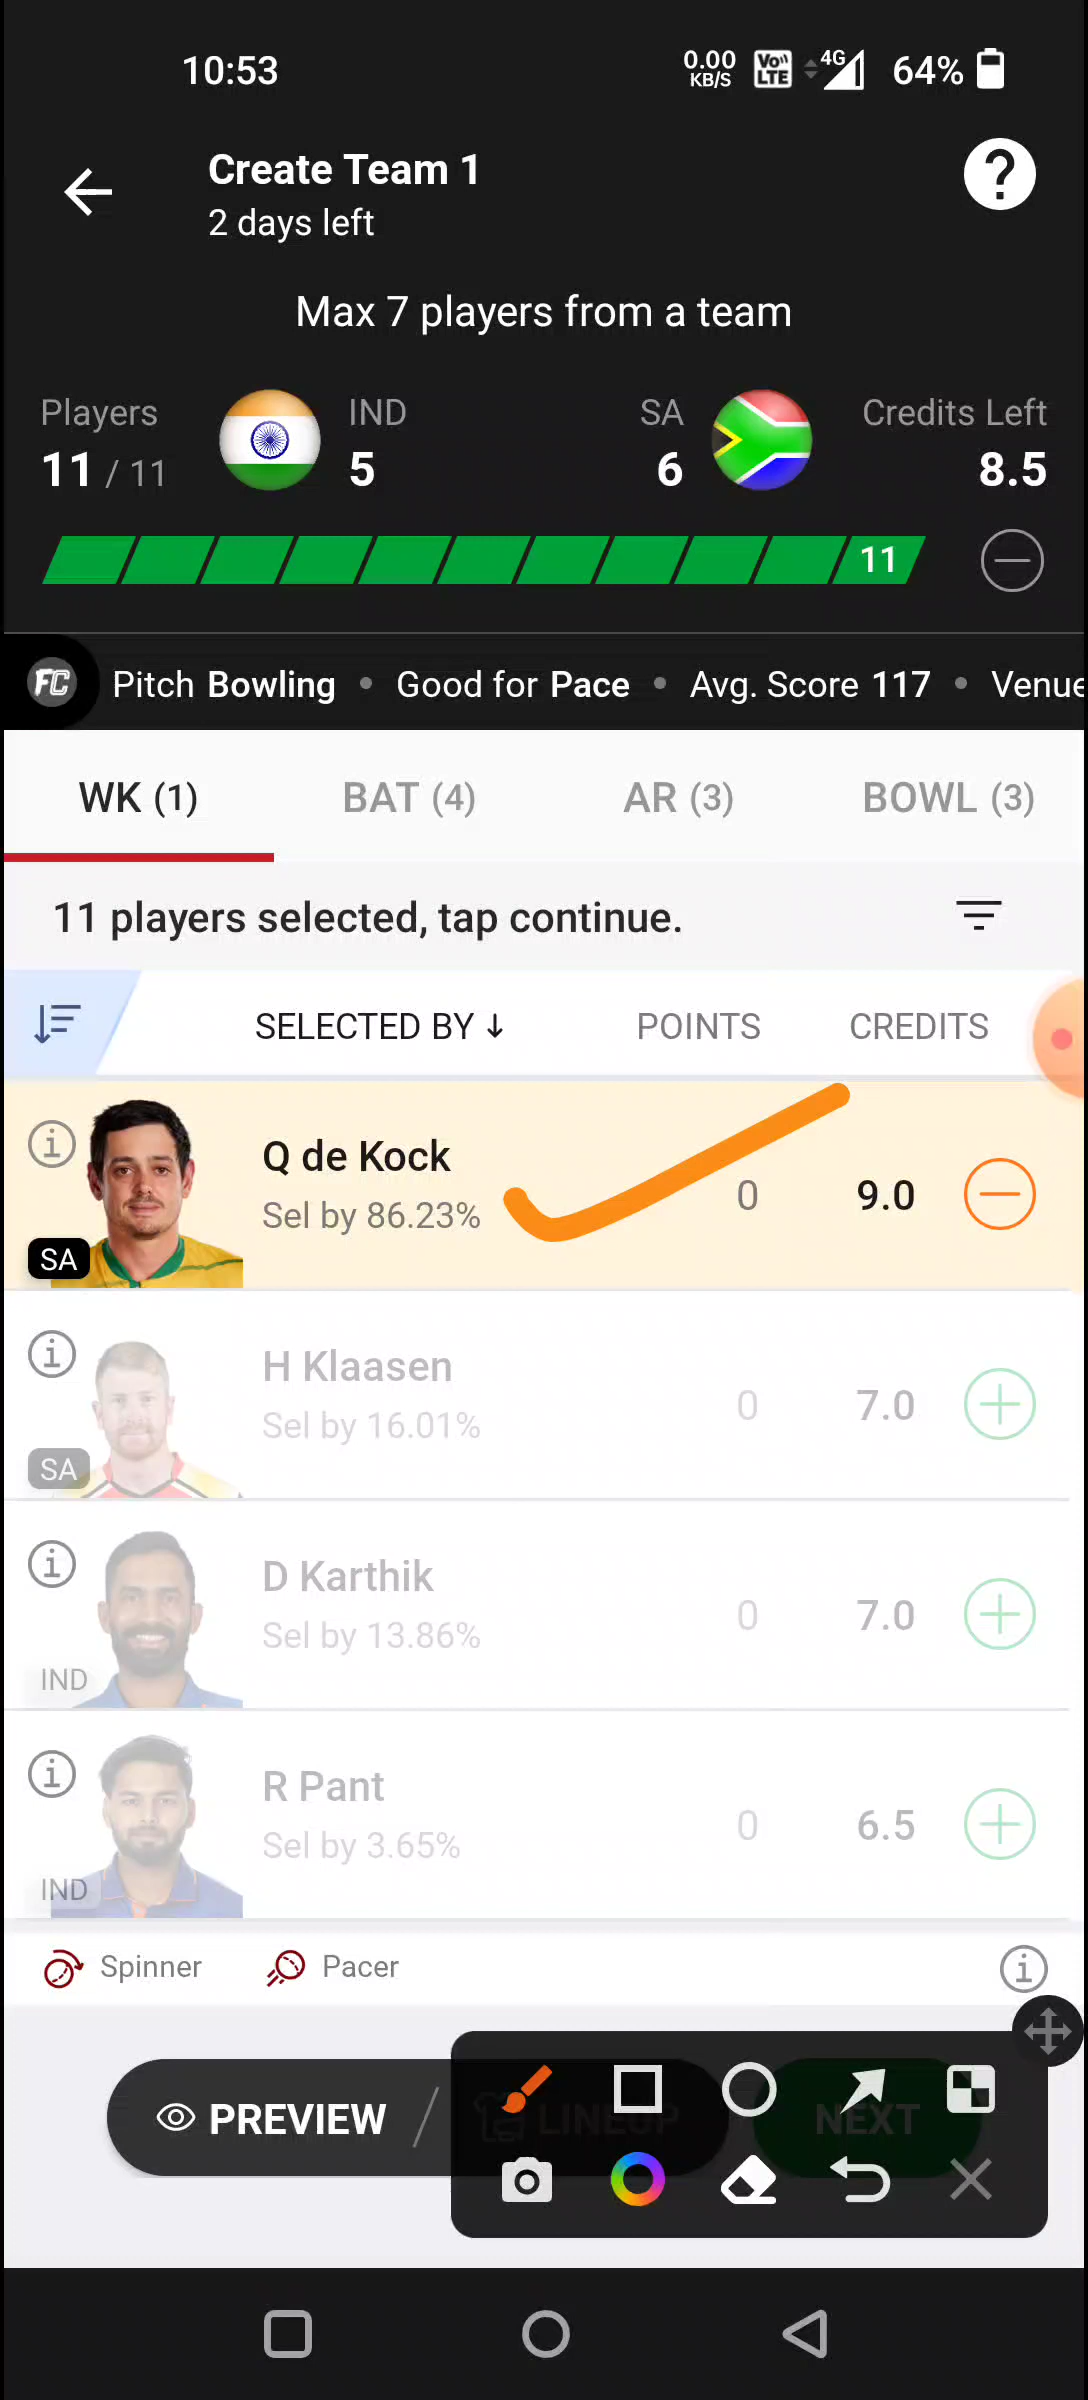 10:53
0.00 KB/S VoLTE 4G 64%
Create Team 1
2 days left
?
Max 7 players from a team
Players IND SA Credits Left
11 / 11 5 6 8.5
11
FC Pitch Bowling • Good for Pace • Avg. Score 117 • Venue
WK (1) BAT (4) AR (3) BOWL (3)
11 players selected, tap continue.
SELECTED BY ↓ POINTS CREDITS
Q de Kock
Sel by 86.23% 0 9.0
SA
H Klaasen
Sel by 16.01% 0 7.0
SA
D Karthik
Sel by 13.86% 0 7.0
IND
R Pant
Sel by 3.65% 0 6.5
IND
Spinner Pacer
PREVIEW / LINEUP NEXT